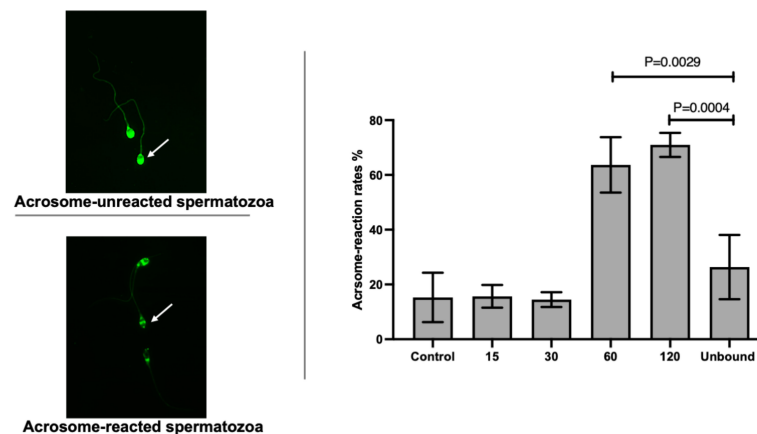 Acrosome-unreacted spermatozoa
Acrosome-reacted spermatozoa
P=0.0029
P=0.0004
Acrsome-reaction rates %
80
60
40
20
0
Control 15 30 60 120 Unbound